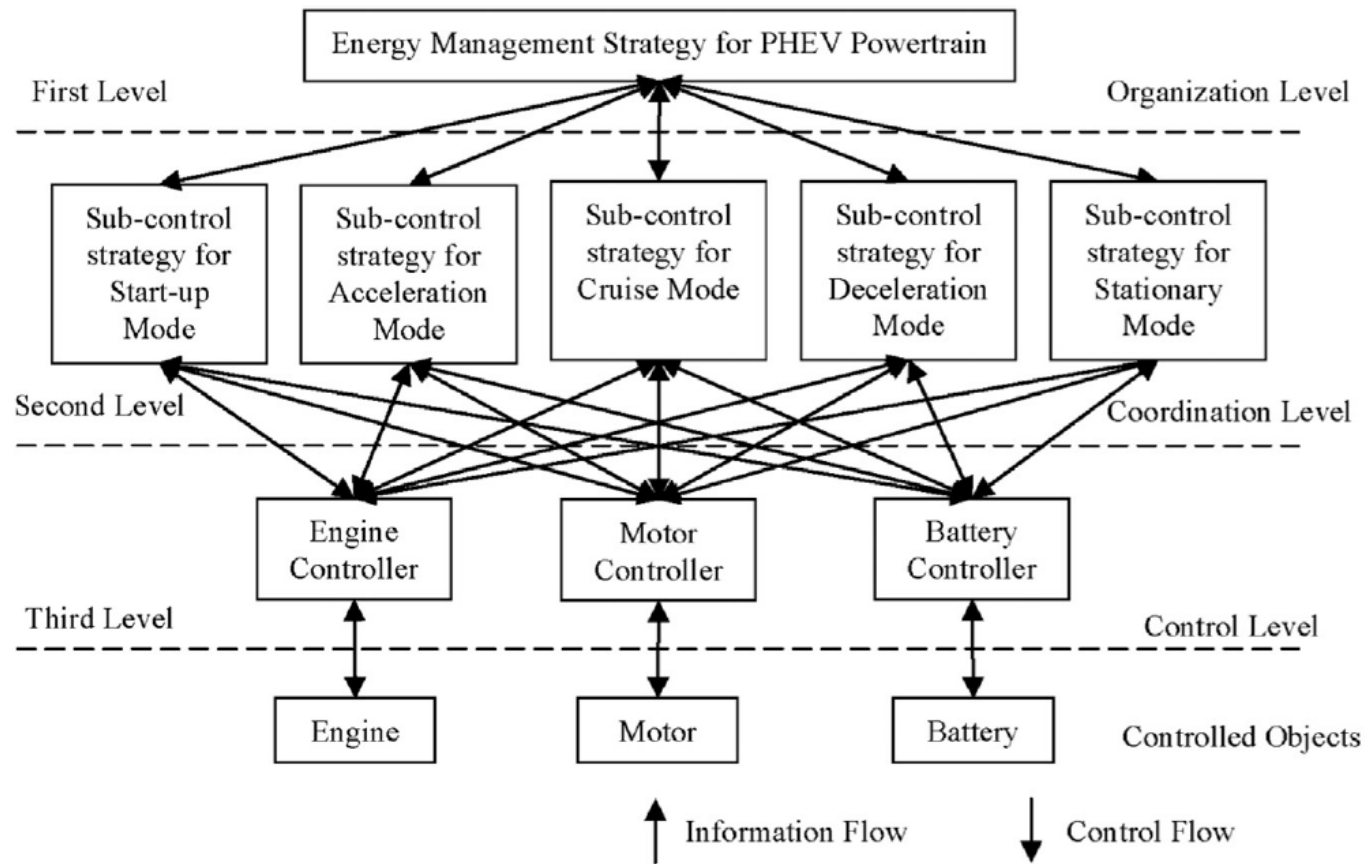 Energy Management Strategy for PHEV Powertrain
First Level
Organization Level
Sub-control
strategy for
Start-up
Mode
Sub-control
strategy for
Acceleration
Mode
Sub-control
strategy for
Cruise Mode
Sub-control
strategy for
Deceleration
Mode
Sub-control
strategy for
Stationary
Mode
Second Level
Coordination Level
Engine
Controller
Motor
Controller
Battery
Controller
Third Level
Control Level
Engine
Motor
Battery
Controlled Objects
Information Flow
Control Flow